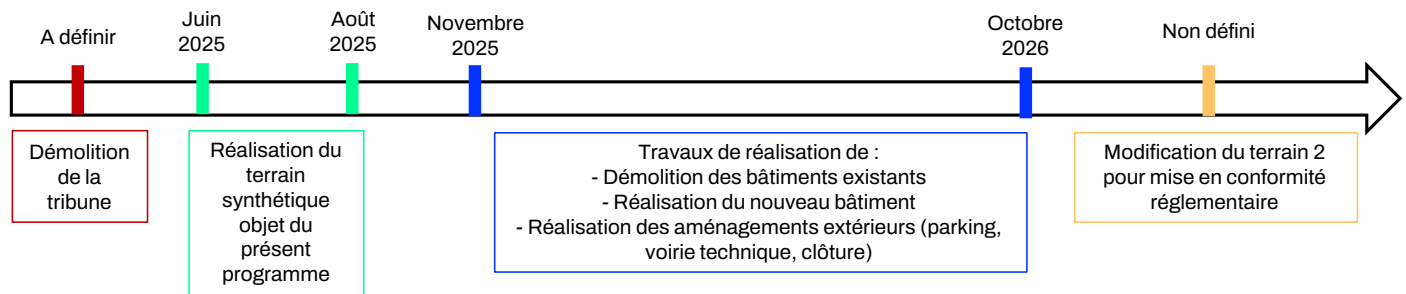 A définir
Juin
2025
Août
2025
Novembre
2025
Octobre
2026
Non défini
Démolition
de la
tribune
Réalisation du
terrain
synthétique
objet du
présent
programme
Travaux de réalisation de :
- Démolition des bâtiments existants
- Réalisation du nouveau bâtiment
- Réalisation des aménagements extérieurs (parking,
voirie technique, clôture)
Modification du terrain 2
pour mise en conformité
réglementaire